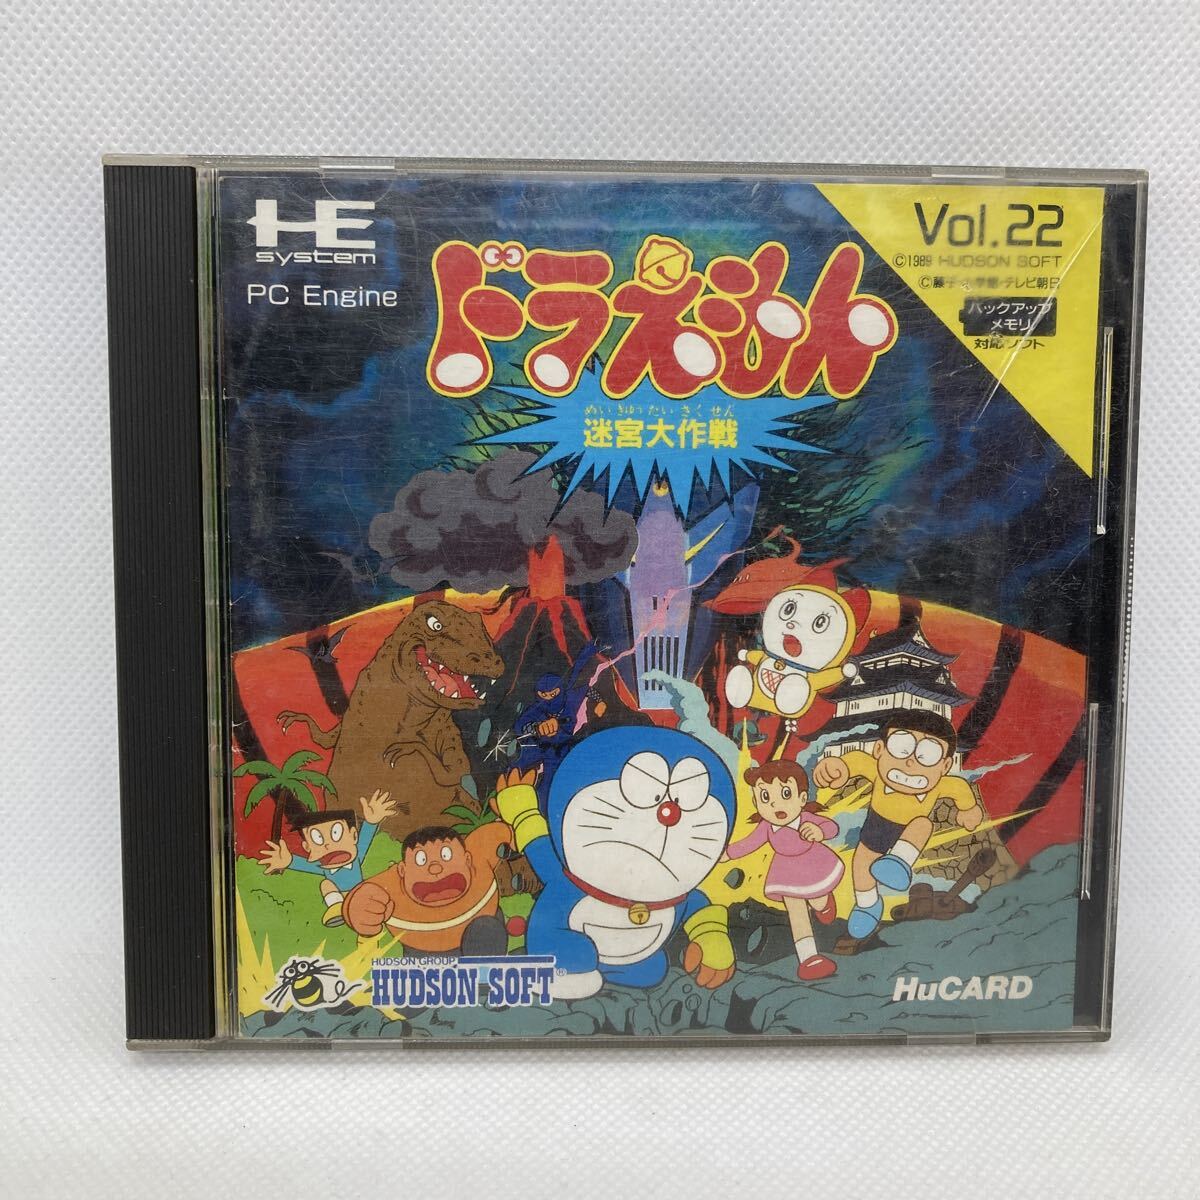 HE
system
PC Engine
Vol.22
©1989 HUDSON SOFT
©藤子・小学館・テレビ朝日
バックアップ
メモリ
対応ソフト
ドラえもん
めいきゅうだいさくせん
迷宮大作戦
HUDSON GROUP
HUDSON SOFT®
HuCARD